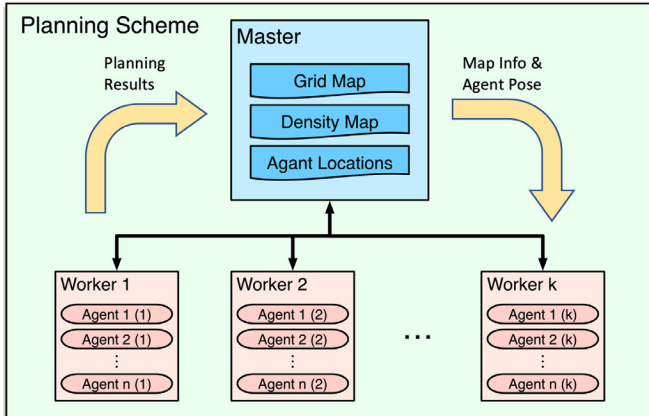 Planning Scheme
Planning
Results
Master
Grid Map
Density Map
Agant Locations
Map Info &
Agent Pose
Worker 1
Agent 1 (1)
Agent 2 (1)
⋮
Agent n (1)
Worker 2
Agent 1 (2)
Agent 2 (2)
⋮
Agent n (2)
...
Worker k
Agent 1 (k)
Agent 2 (k)
⋮
Agent n (k)